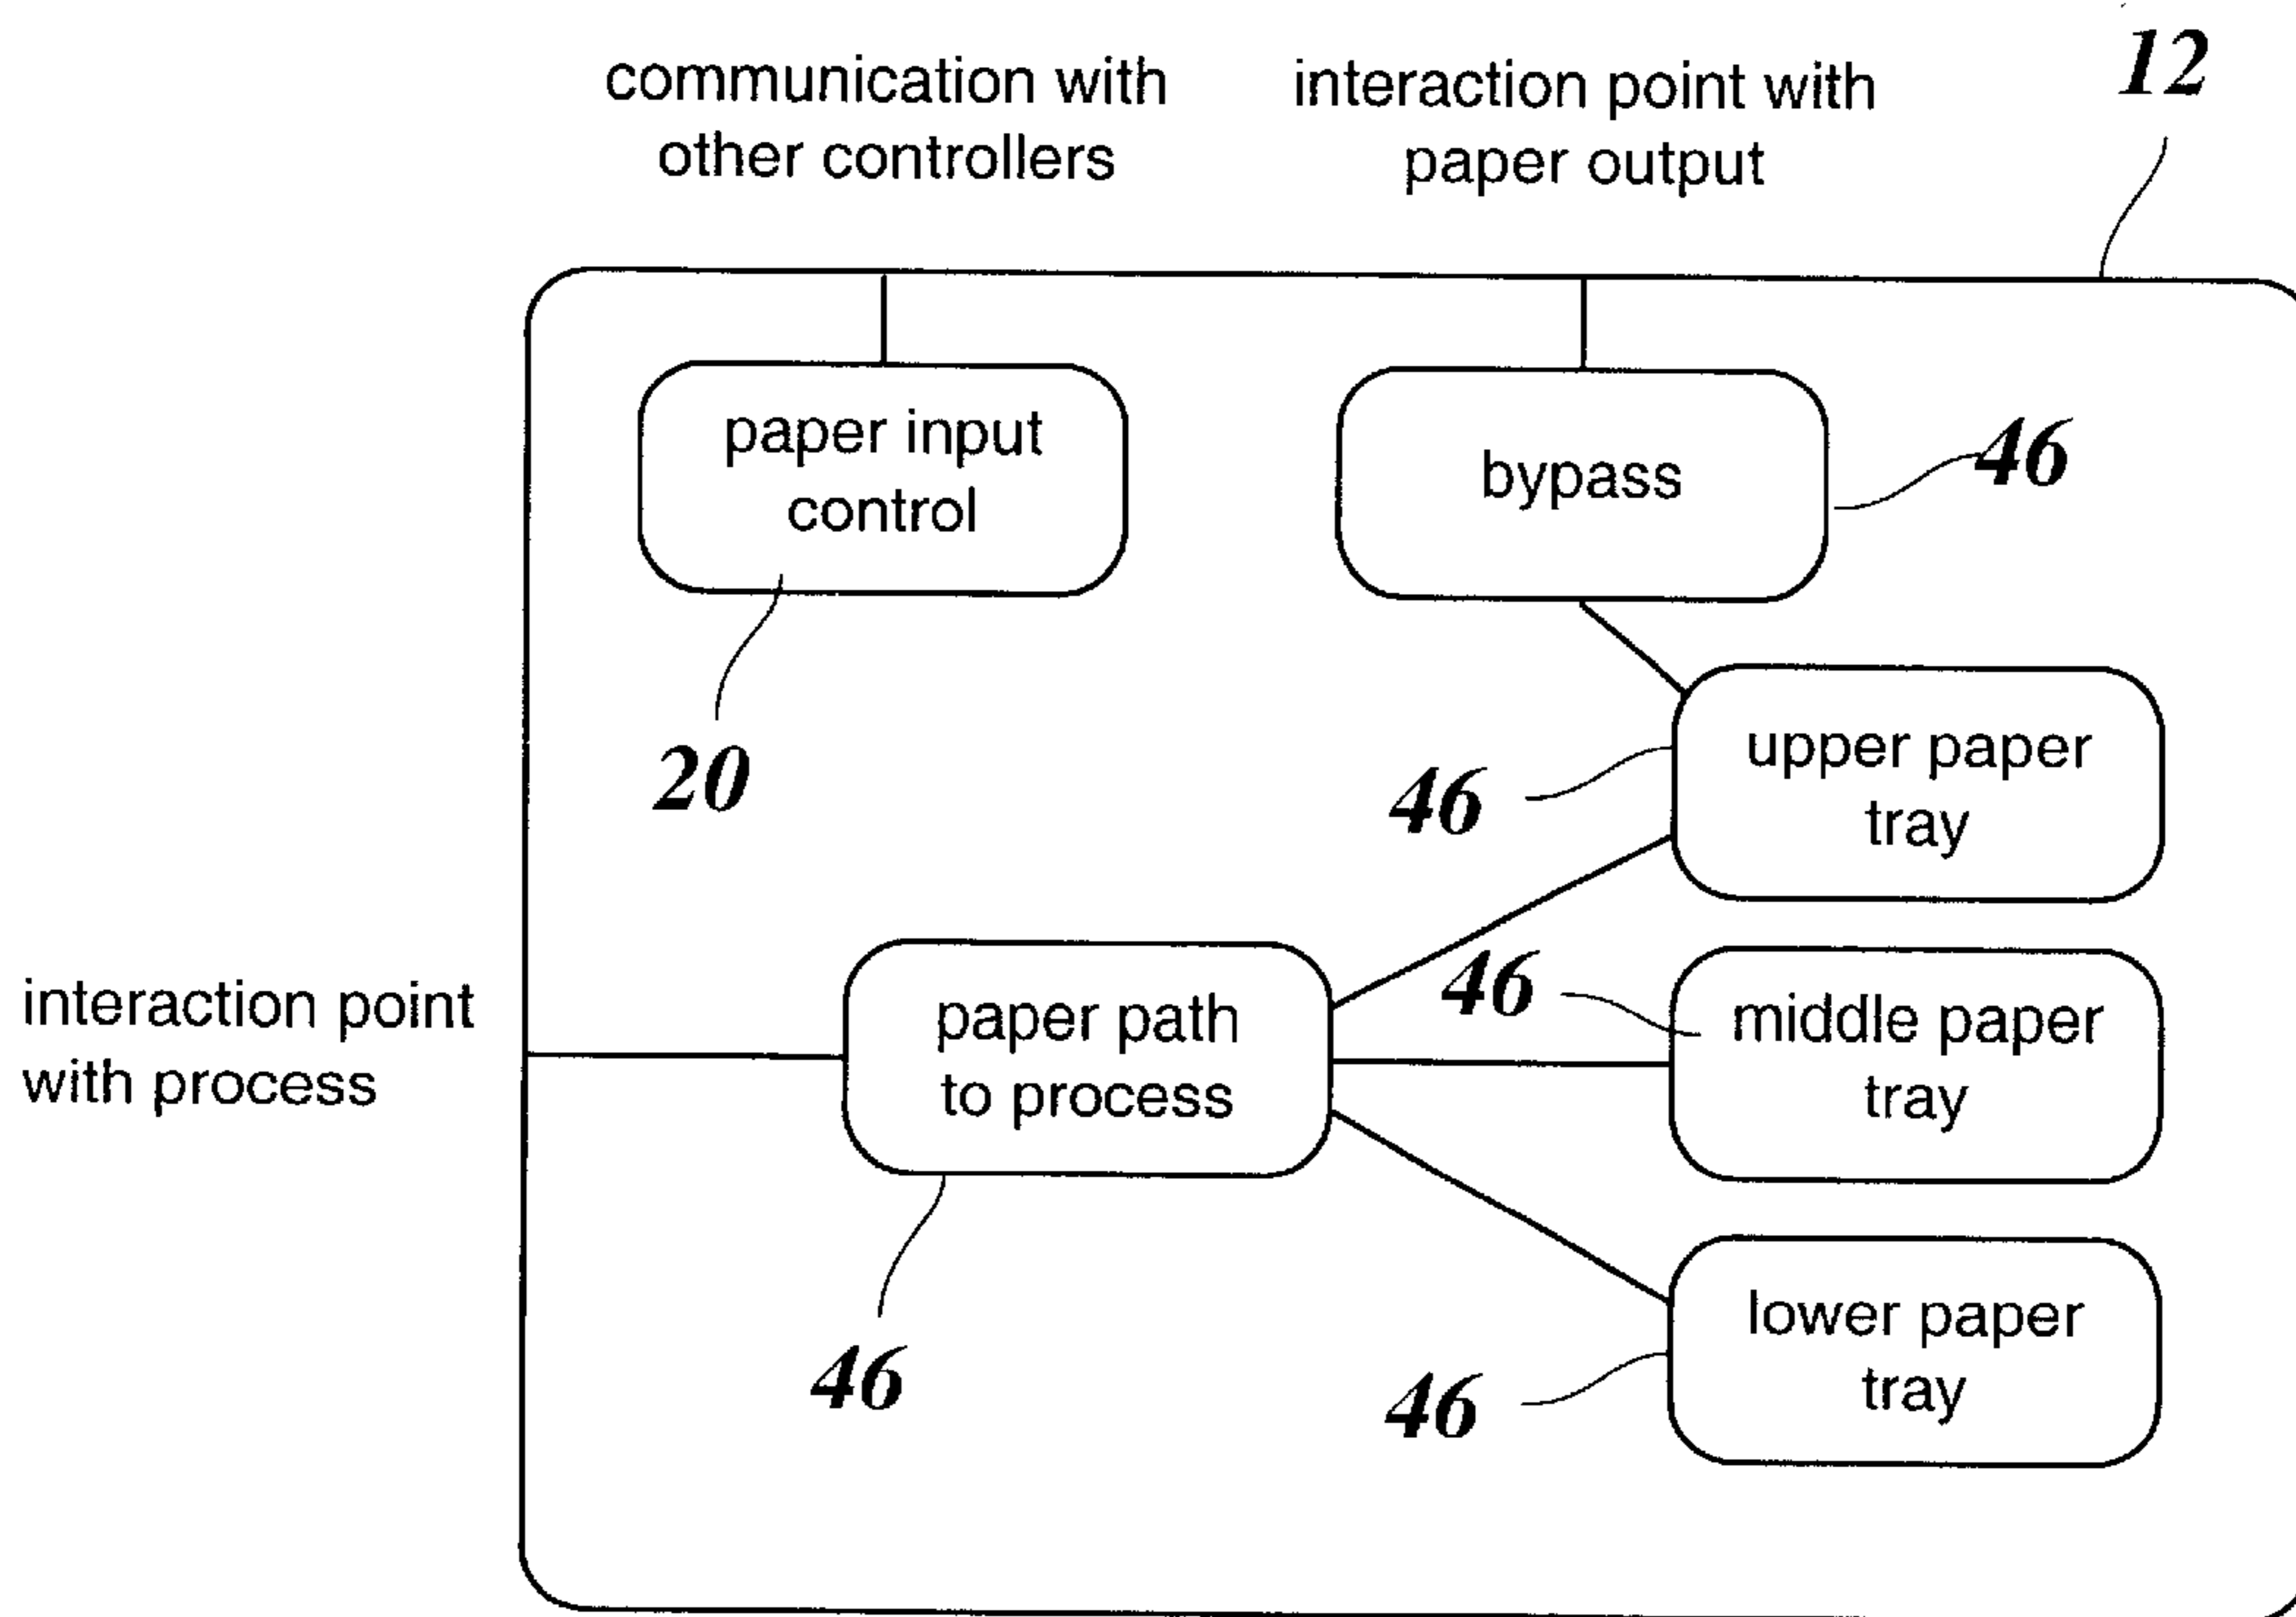 12
communication with
other controllers
interaction point with
paper output
paper input
control
20
bypass
46
upper paper
tray
46
interaction point
with process
paper path
to process
46
middle paper
tray
46
lower paper
tray
46